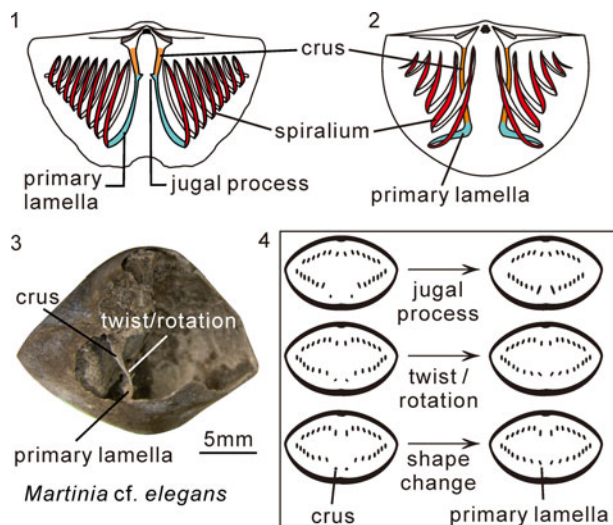 1
2
crus
spiralium
primary
lamella
jugal process
primary lamella
3
crus
twist/rotation
primary lamella
5mm
Martinia cf. elegans
4
jugal
process
twist /
rotation
shape
change
crus
primary lamella